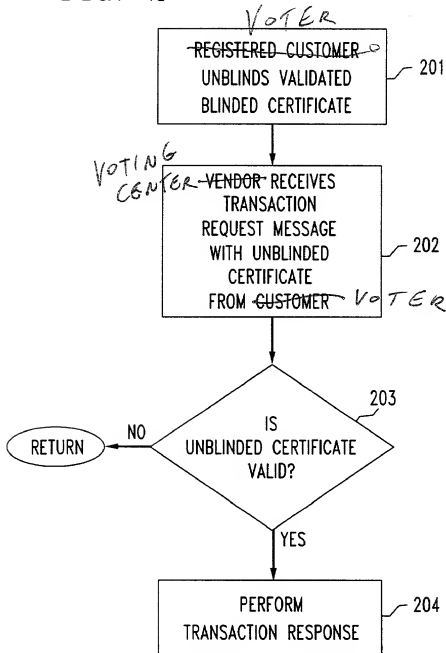 VOTER
REGISTERED CUSTOMER
UNBLINDS VALIDATED
BLINDED CERTIFICATE
201
VOTING
CENTER VENDOR RECEIVES
TRANSACTION
REQUEST MESSAGE
WITH UNBLINDED
CERTIFICATE
FROM CUSTOMER VOTER
202
203
IS
UNBLINDED CERTIFICATE
VALID?
NO
RETURN
YES
PERFORM
TRANSACTION RESPONSE
204